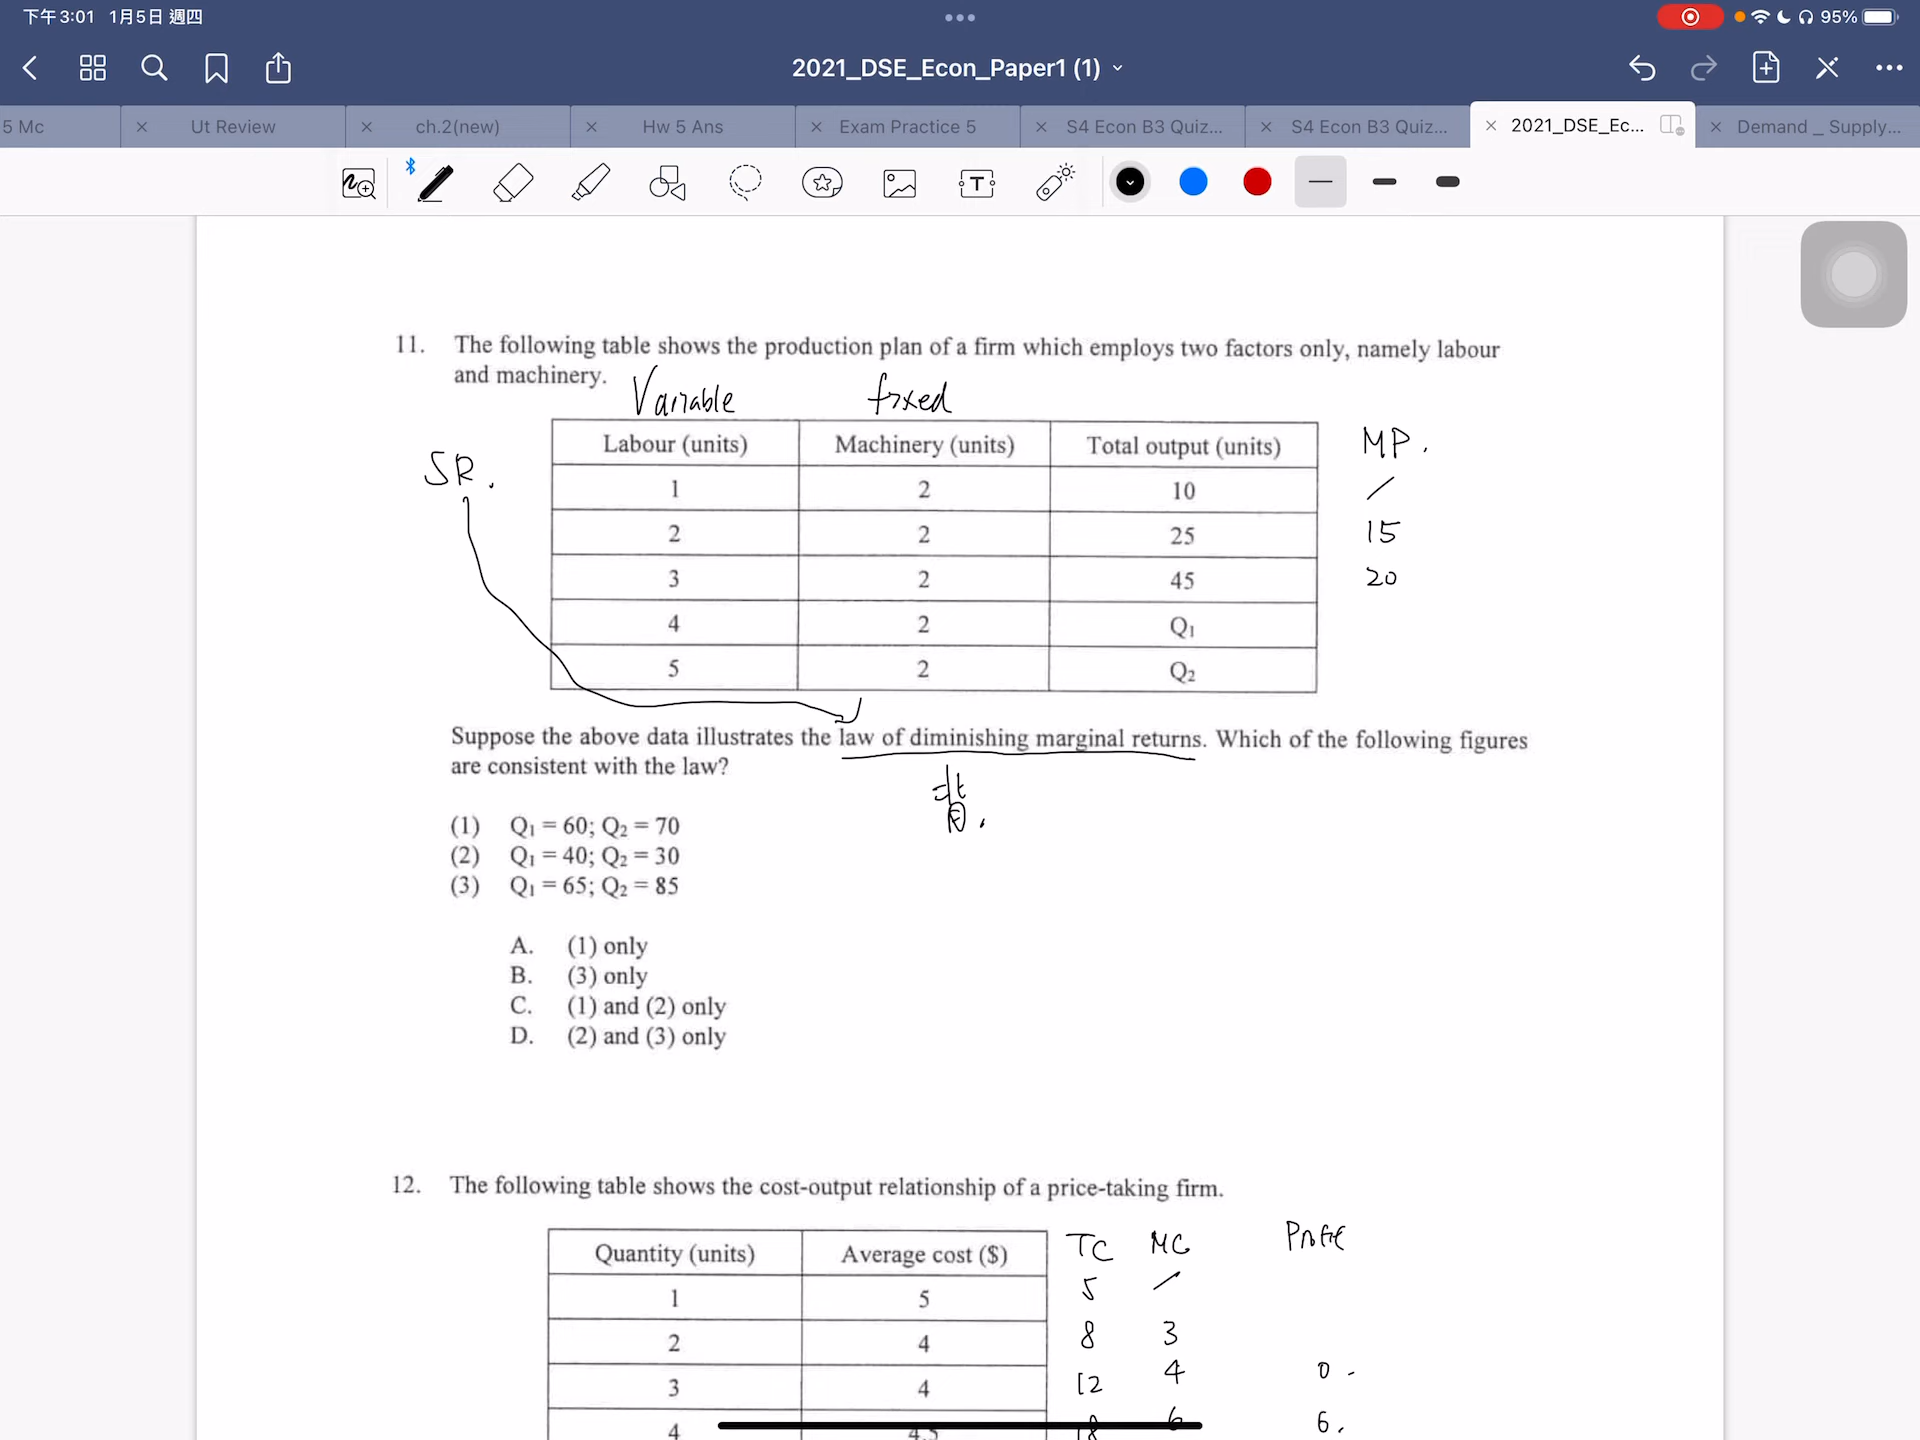 下午3:01 1月5日 週四
95%
2021_DSE_Econ_Paper1 (1)
5 Mc
Ut Review
ch.2(new)
Hw 5 Ans
Exam Practice 5
S4 Econ B3 Quiz...
S4 Econ B3 Quiz...
2021_DSE_Ec...
Demand _ Supply...
11. The following table shows the production plan of a firm which employs two factors only, namely labour
and machinery.
Variable fixed
SR.
Labour (units) Machinery (units) Total output (units) MP.
1 2 10 /
2 2 25 15
3 2 45 20
4 2 Q₁
5 2 Q₂
Suppose the above data illustrates the law of diminishing marginal returns. Which of the following figures
are consistent with the law?
(1) Q₁ = 60; Q₂ = 70
(2) Q₁ = 40; Q₂ = 30
(3) Q₁ = 65; Q₂ = 85
A. (1) only
B. (3) only
C. (1) and (2) only
D. (2) and (3) only
12. The following table shows the cost-output relationship of a price-taking firm.
Quantity (units) Average cost ($) TC MC Profit
1 5 5 /
2 4 8 3
3 4 12 4 0.
4 4.5 18 6 6.